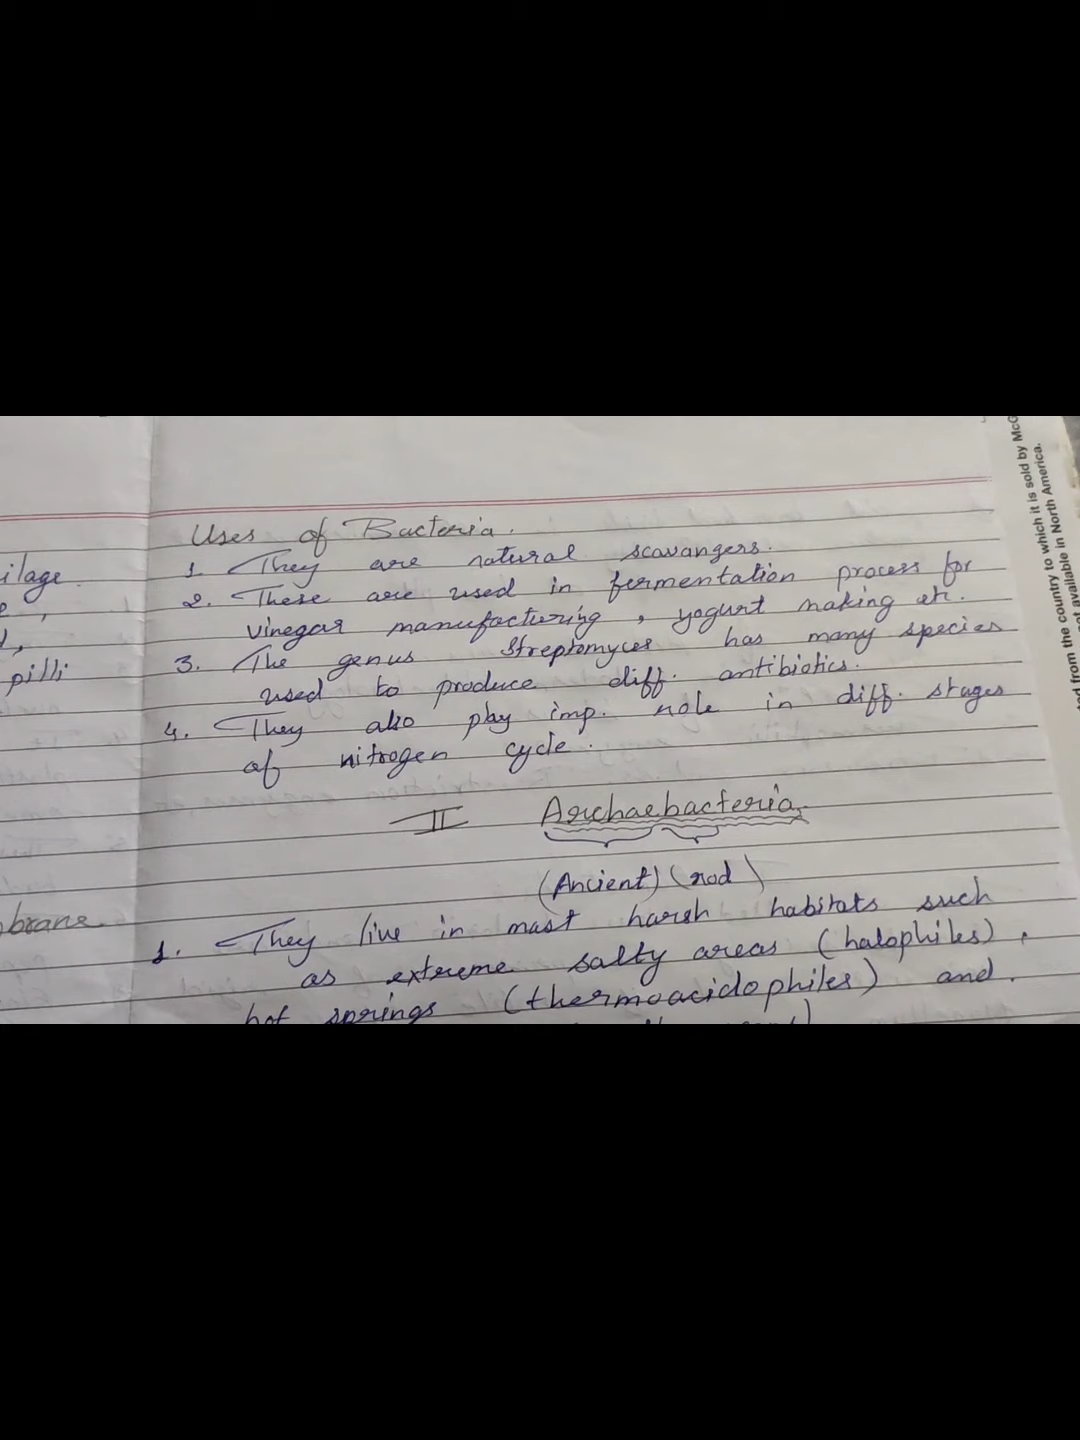 Uses of Bacteria.
1. They are natural scavangers.
2. These are used in fermentation process for
vinegar manufacturing, yogurt making etc.
3. The genus Streptomyces has many species
used to produce diff. antibiotics.
4. They also play imp. role in diff. stages
of nitrogen cycle.
II Archaebacteria
(Ancient) (rod)
1. They live in most harsh habitats such
as extreme salty areas (halophiles),
hot springs (thermoacidophiles) and
ilage.
pilli
brane.
from the country to which it is sold by McG
available in North America.